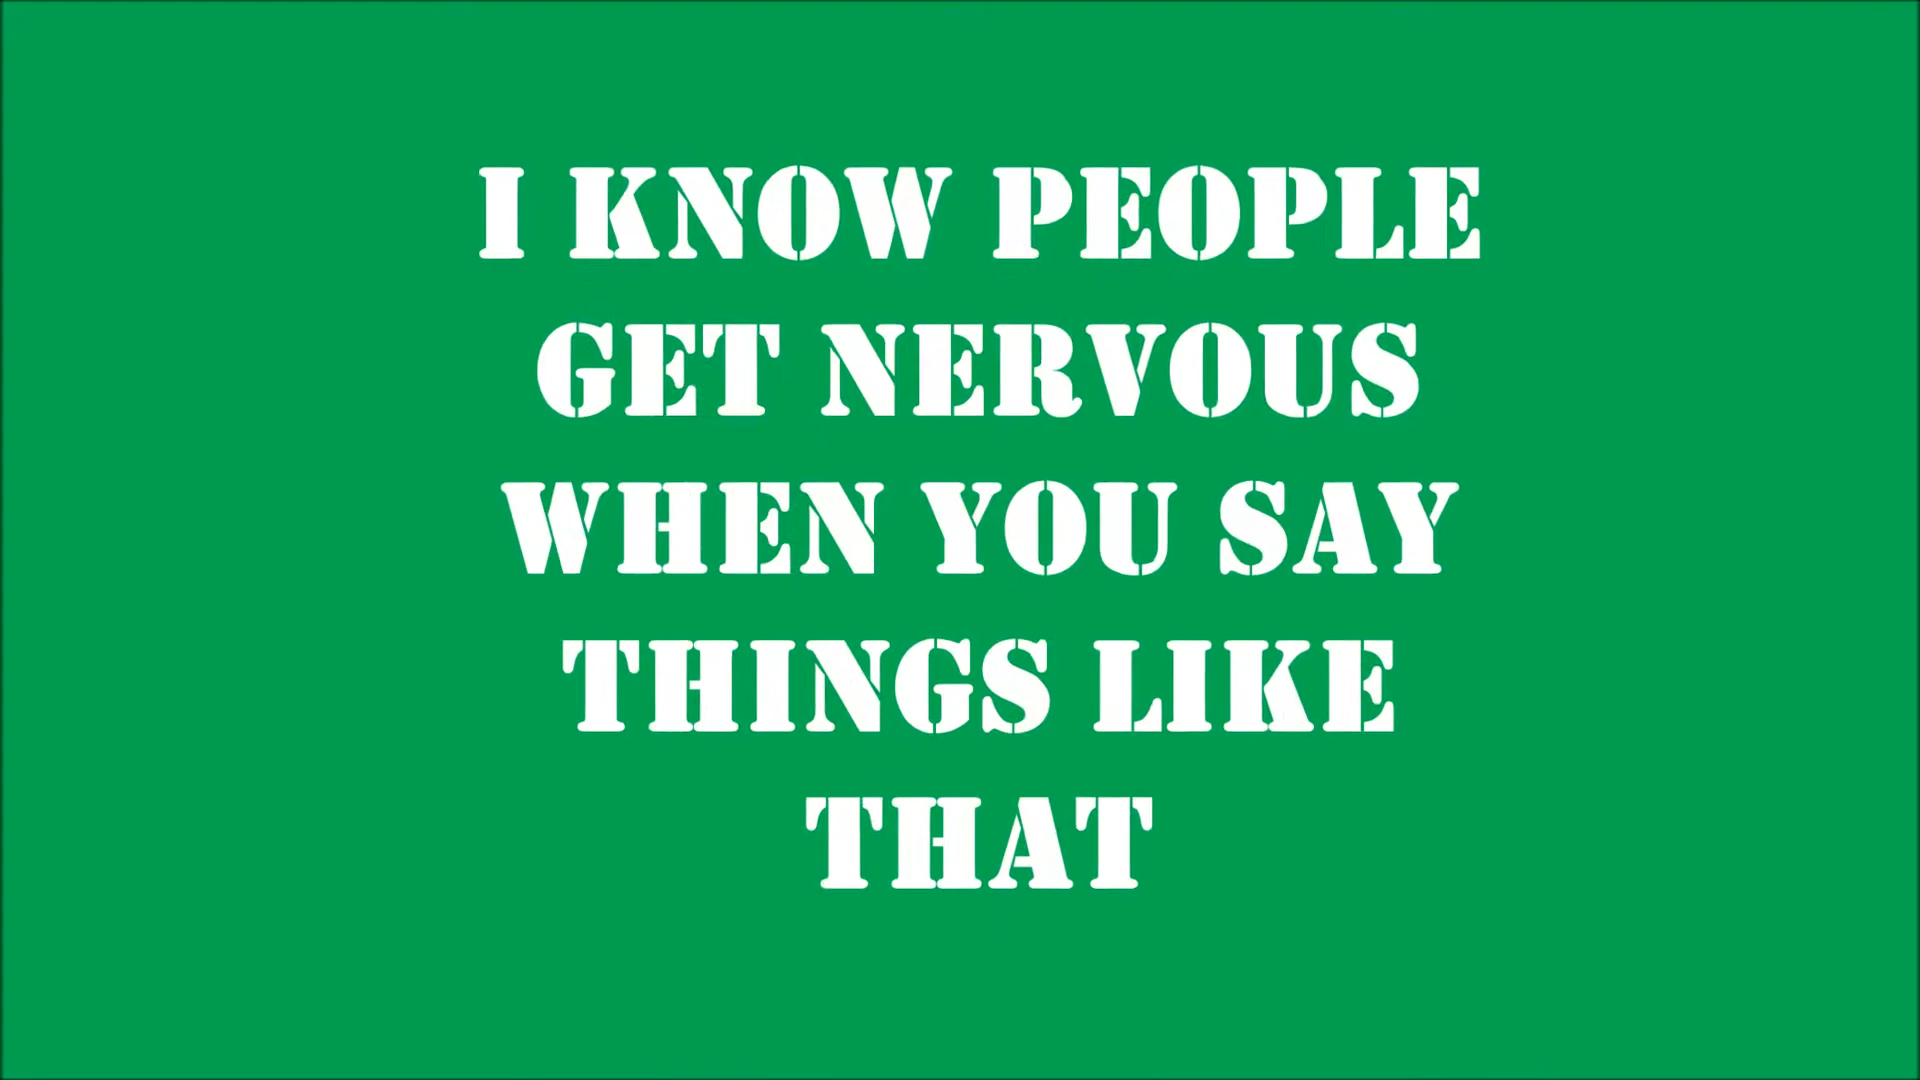 I KNOW PEOPLE
GET NERVOUS
WHEN YOU SAY
THINGS LIKE
THAT